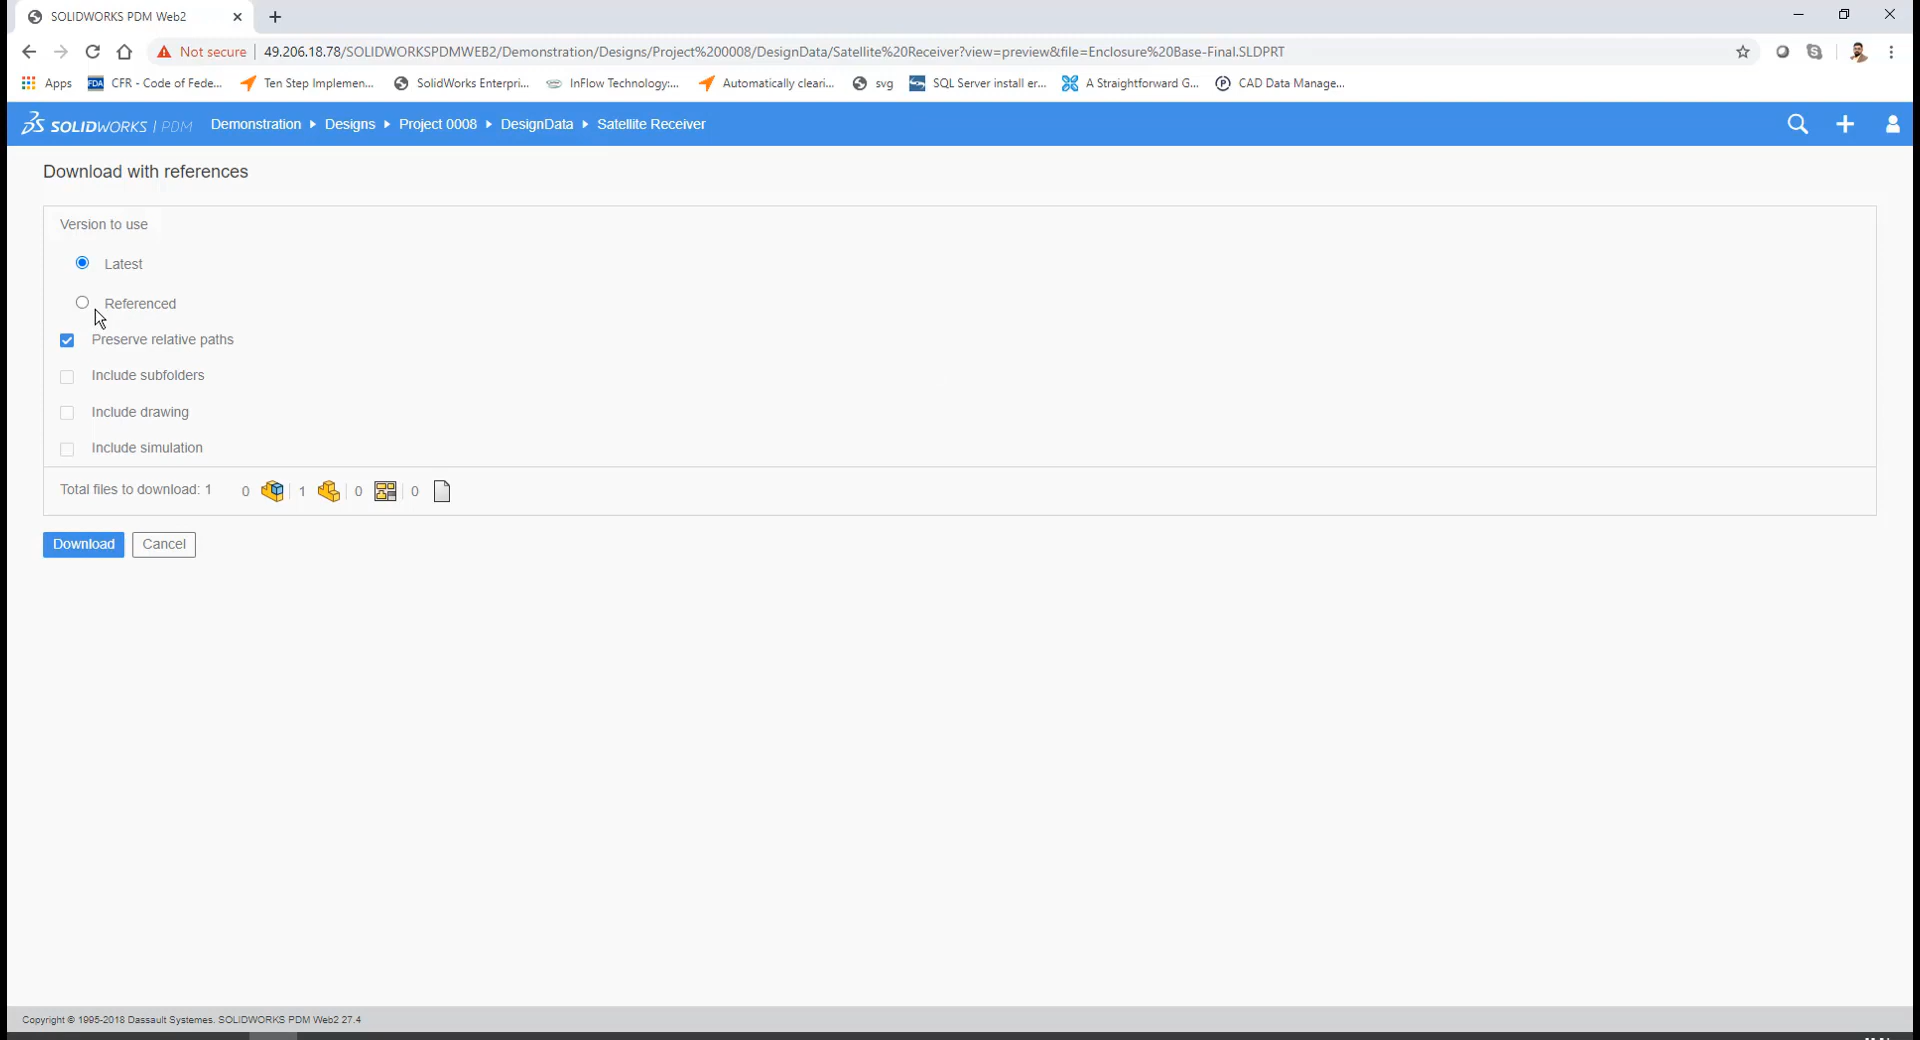 SOLIDWORKS PDM Web2
Not secure
49.206.18.78/SOLIDWORKSPDMWEB2/Demonstration/Designs/Project%200008/DesignData/Satellite%20Receiver?view=preview&file=Enclosure%20Base-Final.SLDPRT
Apps
FDA CFR - Code of Fede...
Ten Step Implemen...
SolidWorks Enterpri...
InFlow Technology:...
Automatically cleari...
svg
SQL Server install er...
A Straightforward G...
CAD Data Manage...
SOLIDWORKS | PDM
Demonstration
Designs
Project 0008
DesignData
Satellite Receiver
Download with references
Version to use
Latest
Referenced
Preserve relative paths
Include subfolders
Include drawing
Include simulation
Total files to download: 1 0 1 0 0
Download
Cancel
Copyright © 1995-2018 Dassault Systemes. SOLIDWORKS PDM Web2 27.4